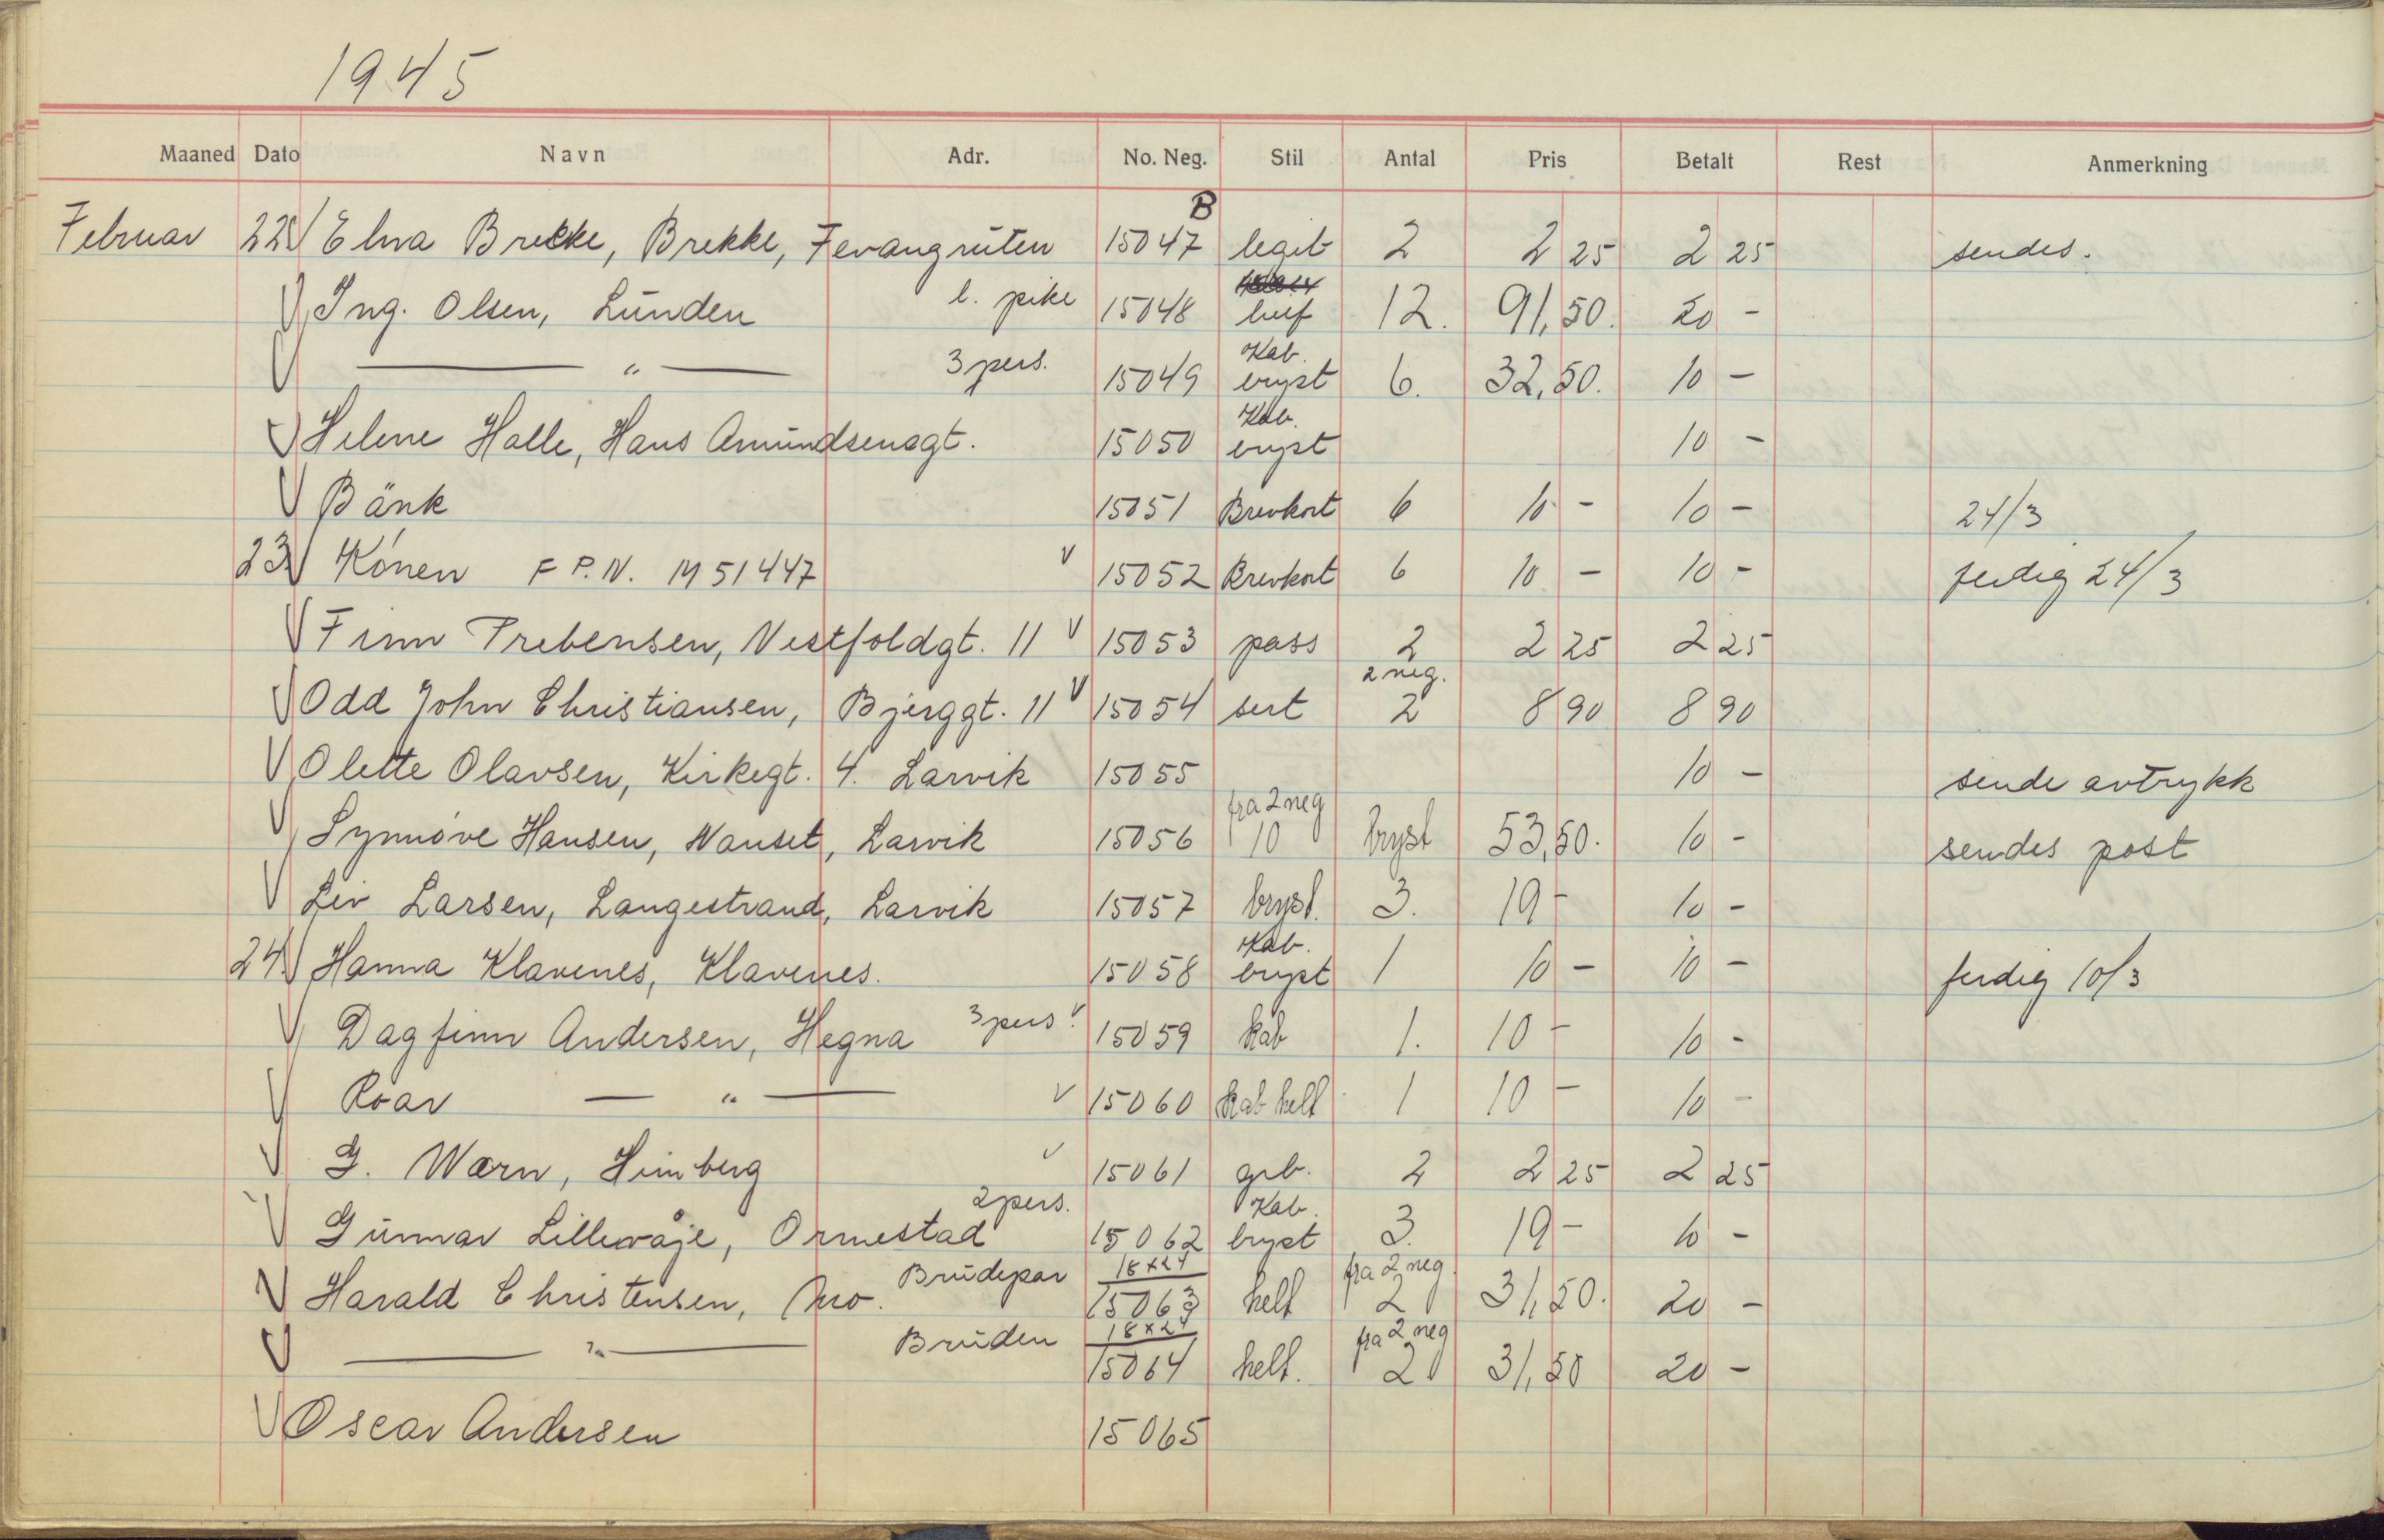 1945
Maaned Dato Navn Adr. No. Neg. Stil Antal Pris Betalt Rest Anmerkning
Februar 22 Elna Brekke, Brekke, Fevangruten 15047 B legit 2 2 25 2 25 sendes.
Ing. Olsen, Lunden l. pike 15048 12. 91,50. 20 -
— " — 3 pers. 15049 Kab. bryst 6. 32,50. 10 -
Helene Halle, Hans Amundsensgt. 15050 Kab. bryst 10 -
Bänk 15051 Brevkort 6 10 - 10 - 24/3
23 Könen F P. N. M 51447 v 15052 Brevkort 6 10 - 10 - ferdig 24/3
Finn Prebensen, Vestfoldgt. 11 v 15053 pass 2 2 25 2 25
Odd John Christiansen, Bjerggt. 11 v 15054 sert 2 neg. 2 8 90 8 90
Olette Olavsen, Kirkegt. 4. Larvik 15055 10 - sende avtrykk
Synnøve Hansen, Nanset, Larvik 15056 fra 2 neg 10 bryst 53,50. 10 - sendes post
Liv Larsen, Langestrand, Larvik 15057 bryst. 3. 19 - 10 -
24. Hanna Klavenes, Klavenes. 15058 Kab. bryst 1 10 - 10 - ferdig 10/3
Dagfinn Andersen, Hegna 3 pers. v 15059 kab 1. 10 - 10 -
Roar — " — v 15060 kab helf 1 10 - 10 -
G. Wærn, Himberg v 15061 grb. 2 2 25 2 25
Gunnar Lillevåje, Ormestad 2 pers. 15062 Kab. bryst 3. 19 - 10 -
Harald Christensen, Mo. Brudepar 18x24 15063 helf fra 2 neg. 2 31,50. 20 -
— " — Bruden 18x24 15064 helf. fra 2 neg 2 31,50 20 -
Oscar Andersen 15065